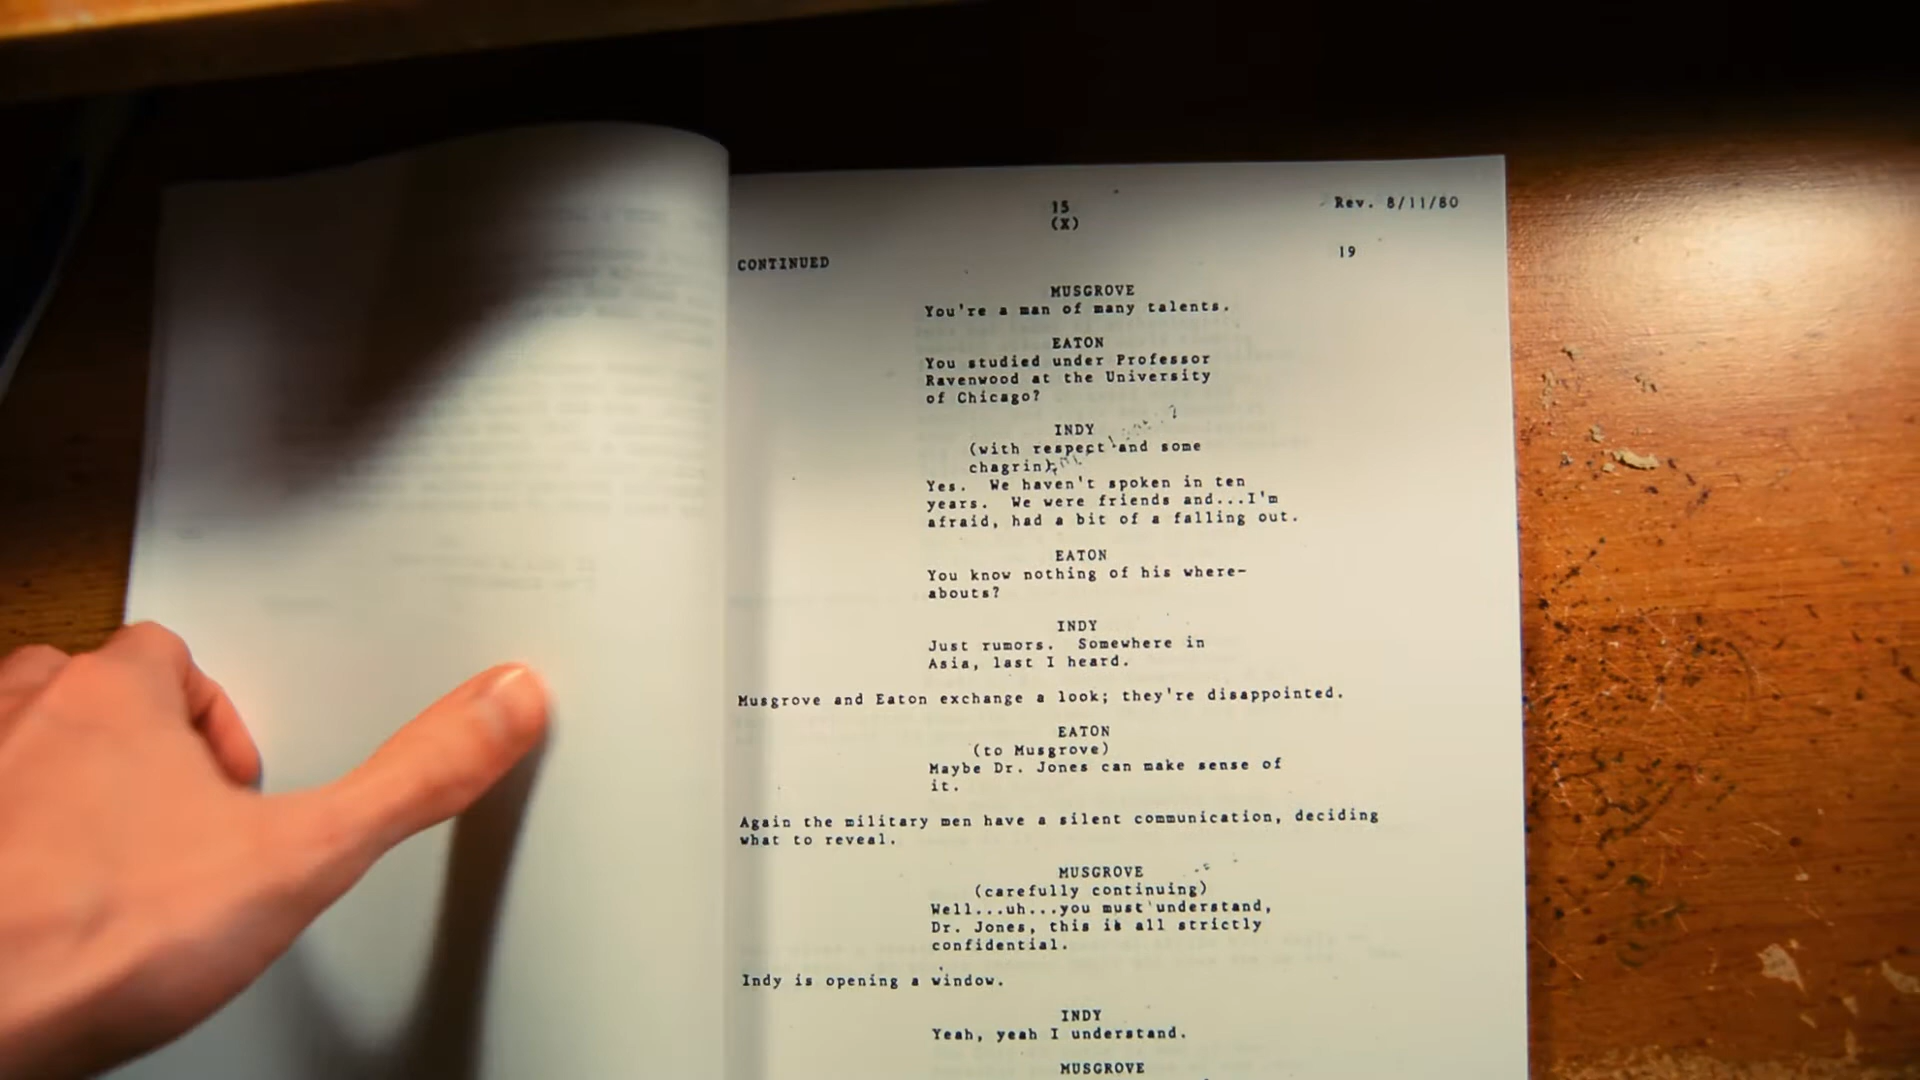 15
Rev. 8/11/80
(X)
CONTINUED
19
MUSGROVE
You're a man of many talents.
EATON
You studied under Professor
Ravenwood at the University
of Chicago?
INDY
(with respect and some
chagrin)
Yes. We haven't spoken in ten
years. We were friends and...I'm
afraid, had a bit of a falling out.
EATON
You know nothing of his where-
abouts?
INDY
Just rumors. Somewhere in
Asia, last I heard.
Musgrove and Eaton exchange a look; they're disappointed.
EATON
(to Musgrove)
Maybe Dr. Jones can make sense of
it.
Again the military men have a silent communication, deciding
what to reveal.
MUSGROVE
(carefully continuing)
Well...uh...you must understand,
Dr. Jones, this is all strictly
confidential.
Indy is opening a window.
INDY
Yeah, yeah I understand.
MUSGROVE